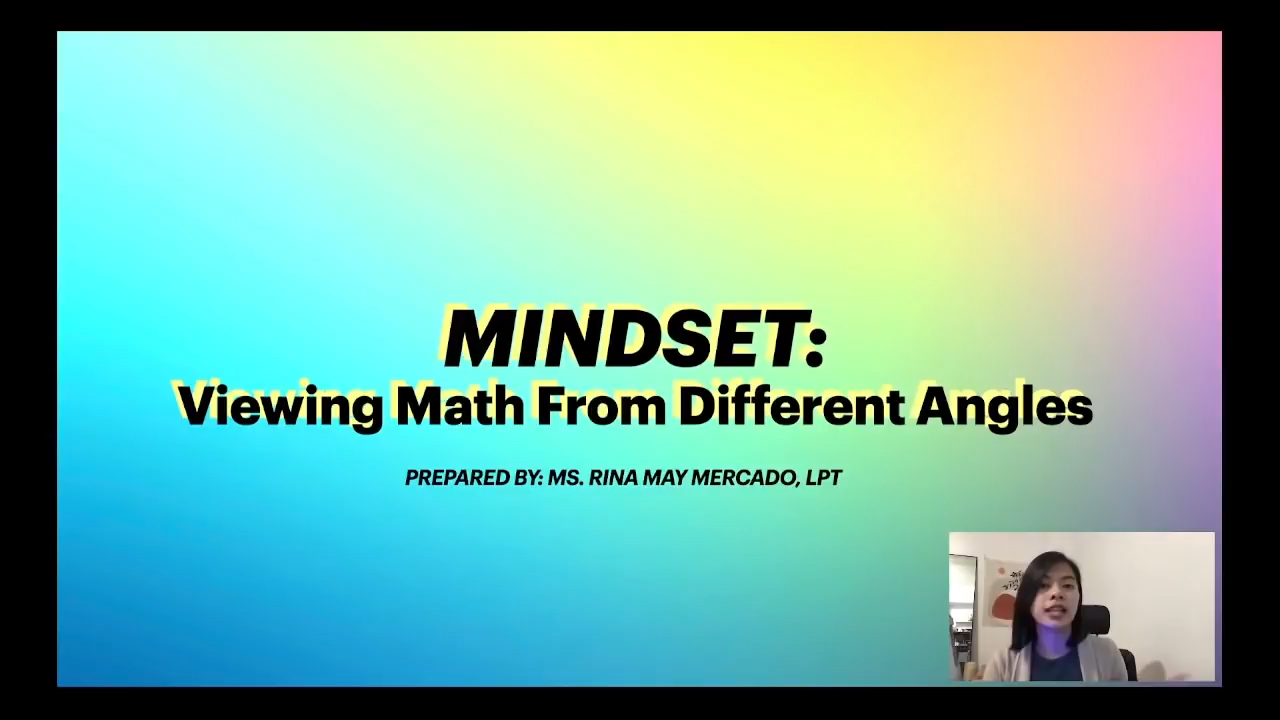 MINDSET:
Viewing Math From Different Angles
PREPARED BY: MS. RINA MAY MERCADO, LPT